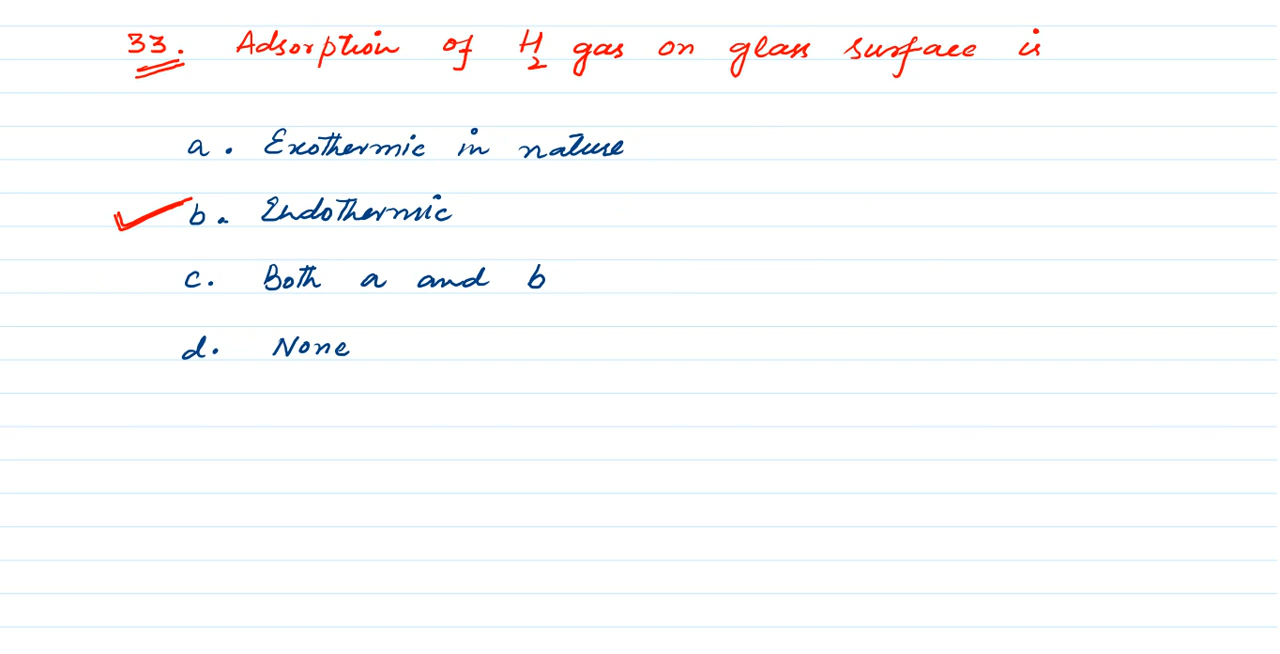 33. Adsorption of H2 gas on glass surface is
a. Exothermic in nature
b. Endothermic
c. Both a and b
d. None